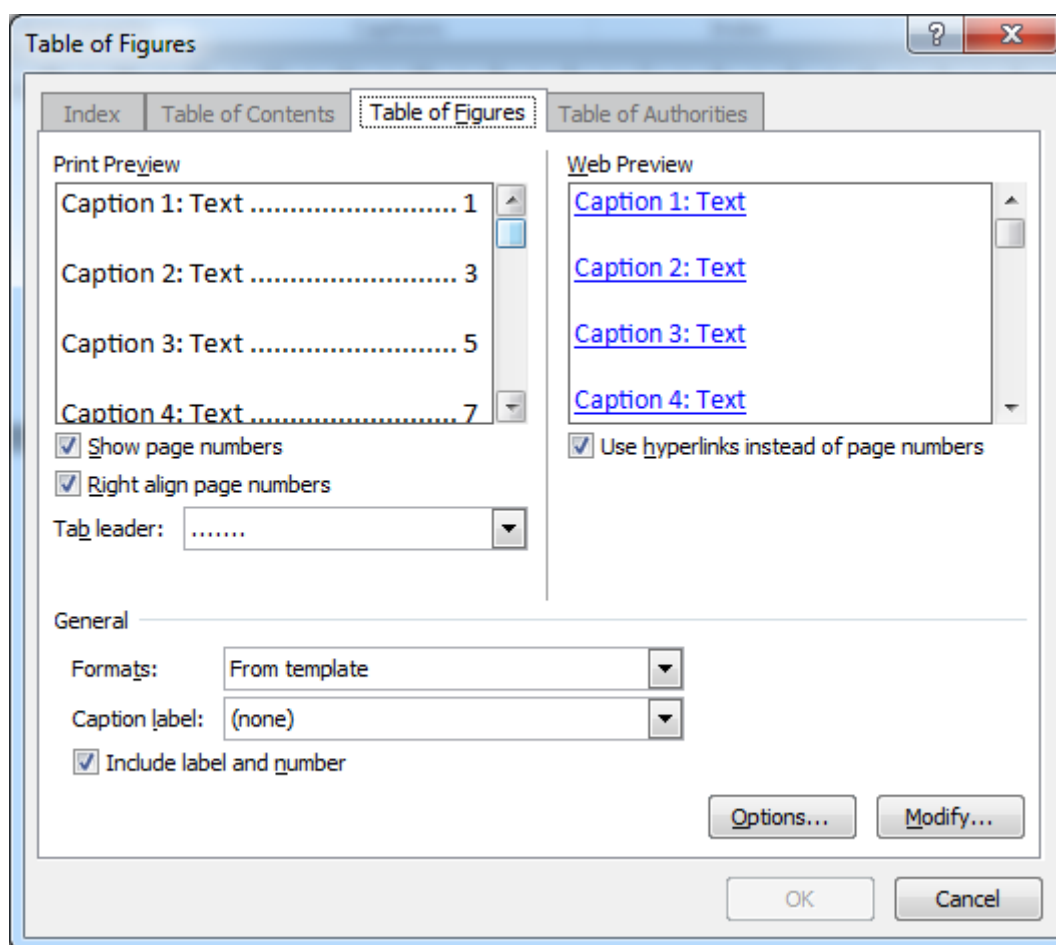 Table of Figures
Index
Table of Contents
Table of Figures
Table of Authorities
Print Preview
Caption 1: Text .......................... 1
Caption 2: Text .......................... 3
Caption 3: Text .......................... 5
Caption 4: Text .......................... 7
Show page numbers
Right align page numbers
Tab leader: .......
Web Preview
Caption 1: Text
Caption 2: Text
Caption 3: Text
Caption 4: Text
Use hyperlinks instead of page numbers
General
Formats: From template
Caption label: (none)
Include label and number
Options... Modify...
OK Cancel